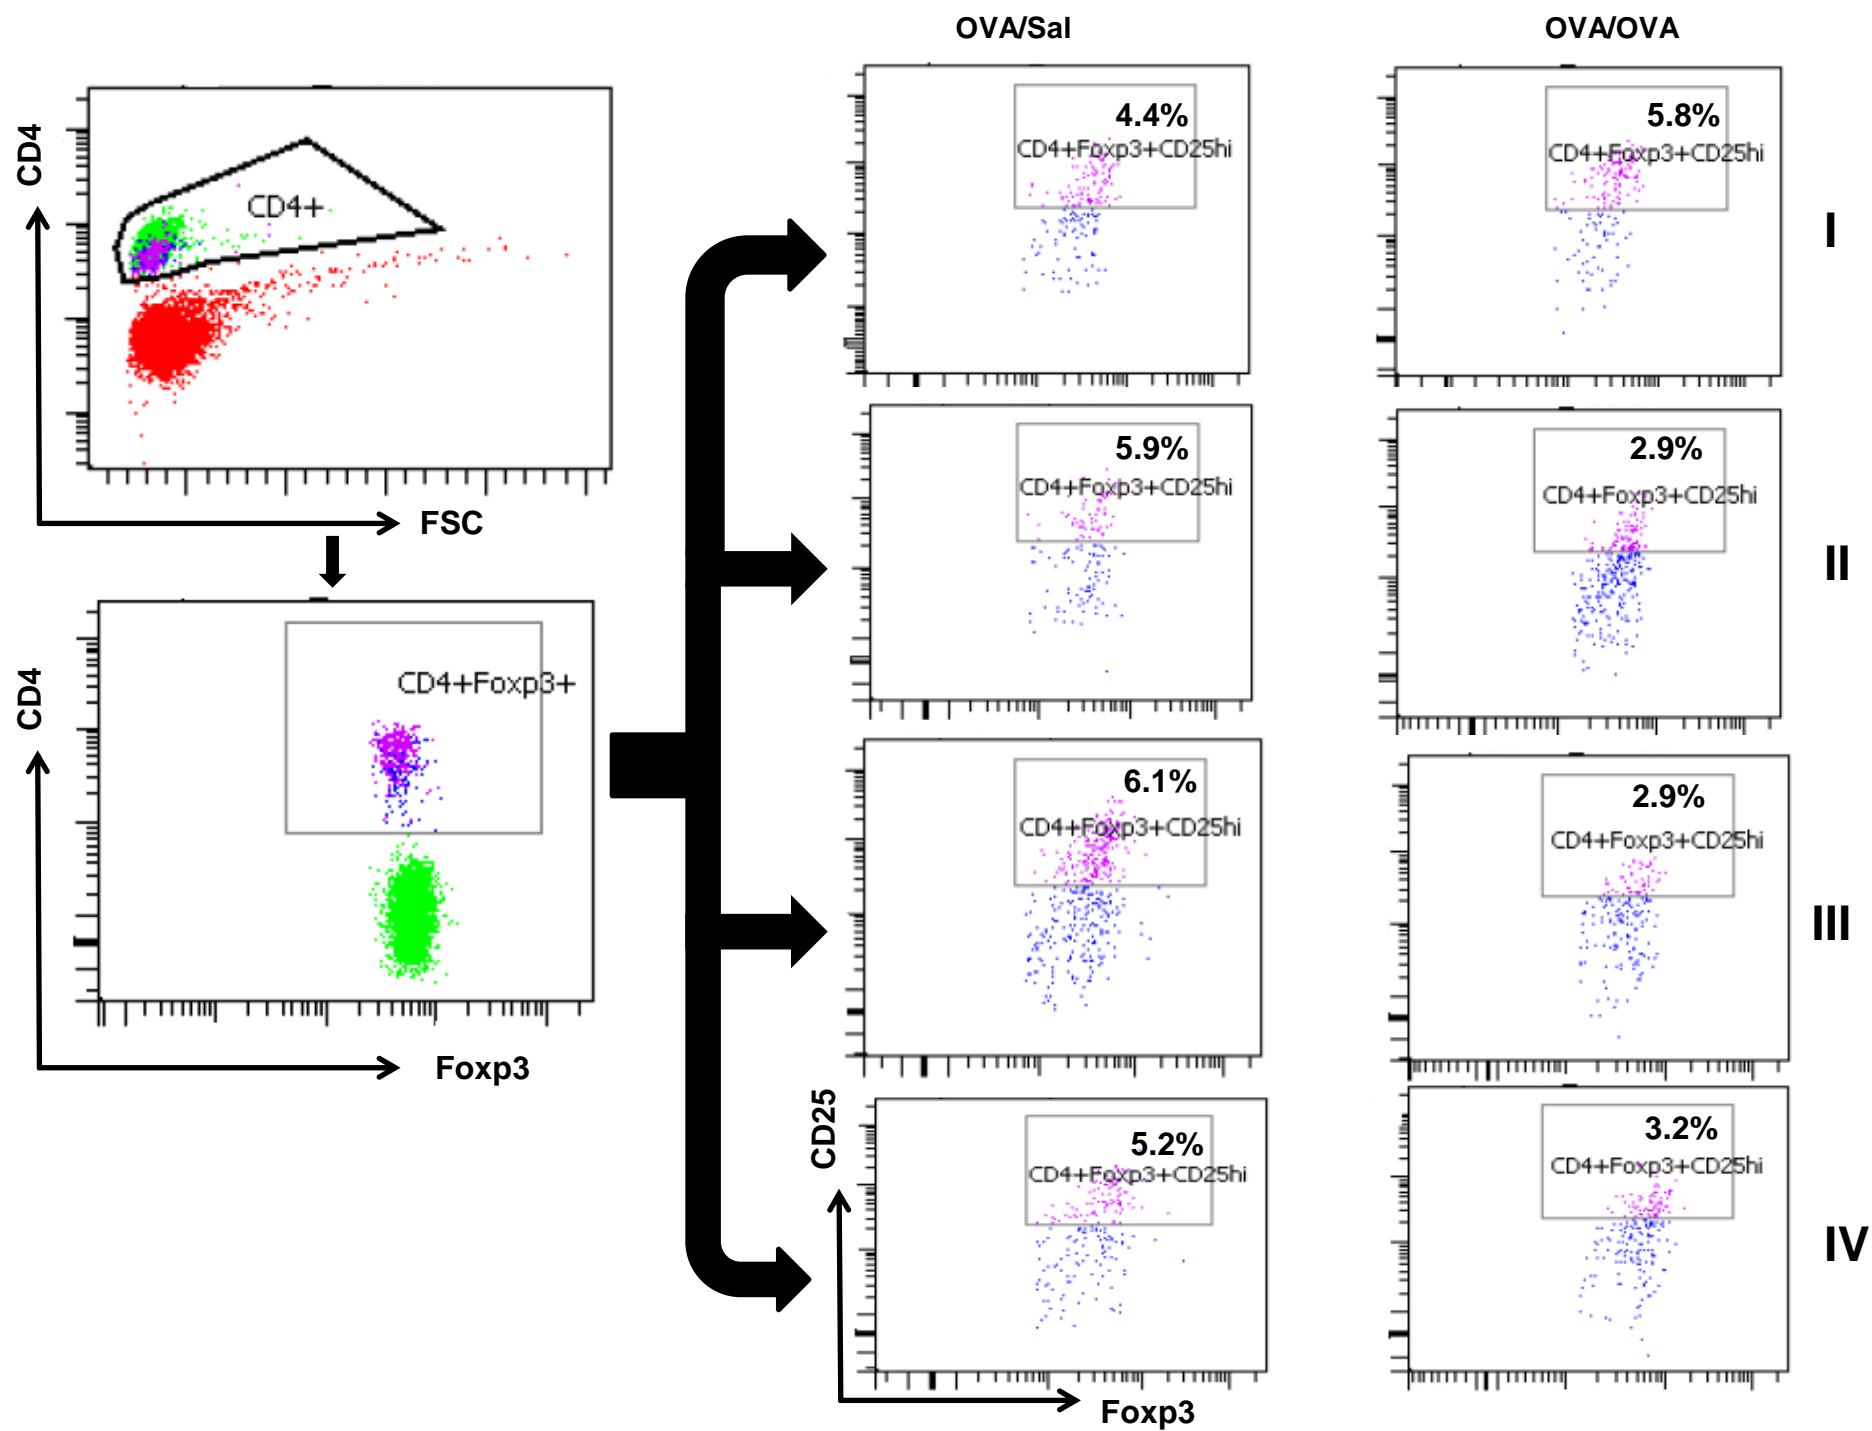 OVA/Sal
OVA/OVA
CD4
CD4+
FSC
CD4
CD4+Foxp3+
Foxp3
4.4%
CD4+Foxp3+CD25hi
5.8%
CD4+Foxp3+CD25hi
I
5.9%
CD4+Foxp3+CD25hi
2.9%
CD4+Foxp3+CD25hi
II
6.1%
CD4+Foxp3+CD25hi
2.9%
CD4+Foxp3+CD25hi
III
CD25
5.2%
CD4+Foxp3+CD25hi
Foxp3
3.2%
CD4+Foxp3+CD25hi
IV